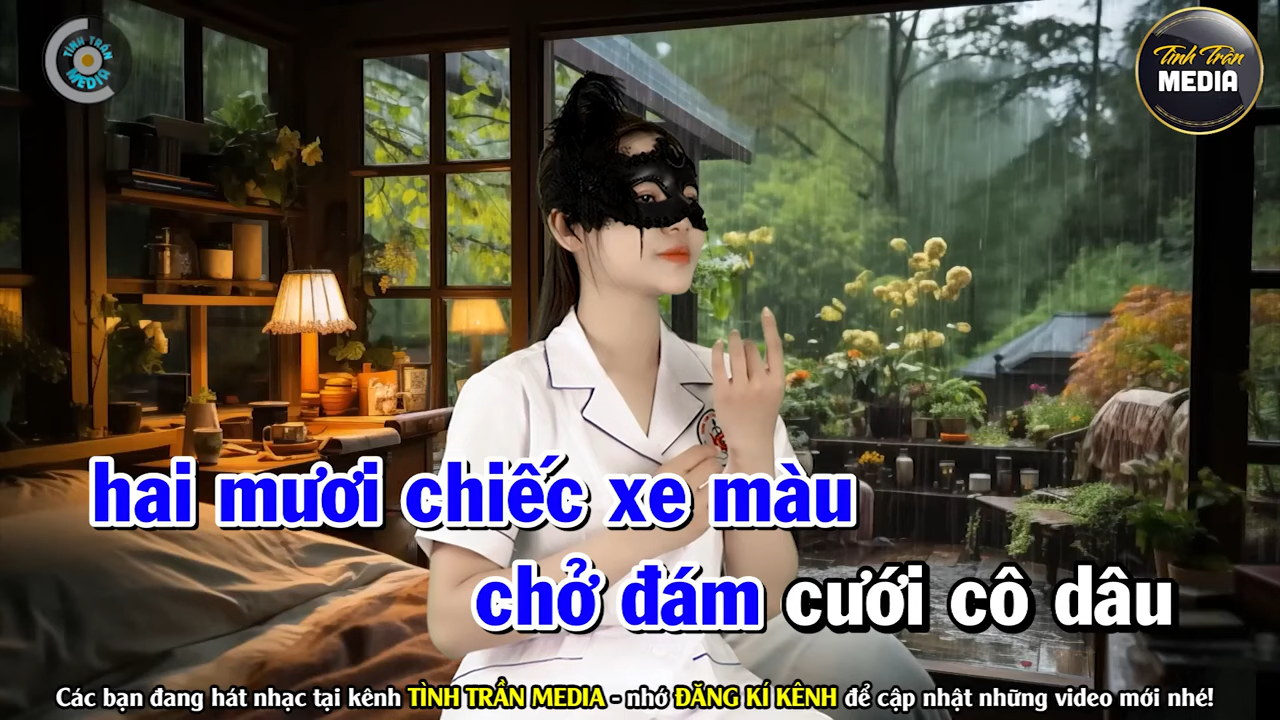 TÌNH TRẦN
MEDIA
Tình Trần
MEDIA
hai mươi chiếc xe màu
chở đám cưới cô dâu
Các bạn đang hát nhạc tại kênh TÌNH TRẦN MEDIA - nhớ ĐĂNG KÍ KÊNH để cập nhật những video mới nhé!